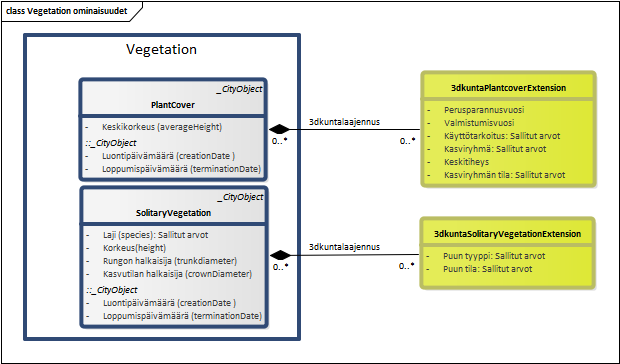 class Vegetation ominaisuudet
Vegetation
_CityObject
PlantCover
- Keskikorkeus (averageHeight)
::_CityObject
- Luontipäivämäärä (creationDate )
- Loppumispäivämäärä (terminationDate)
_CityObject
SolitaryVegetation
- Laji (species): Sallitut arvot
- Korkeus(height)
- Rungon halkaisija (trunkdiameter)
- Kasvutilan halkaisija (crownDiameter)
::_CityObject
- Luontipäivämäärä (creationDate )
- Loppumispäivämäärä (terminationDate)
3dkuntalaajennus
0..*
0..*
3dkuntalaajennus
0..*
0..*
3dkuntaPlantcoverExtension
- Perusparannusvuosi
- Valmistumisvuosi
- Käyttötarkoitus: Sallitut arvot
- Kasviryhmä: Sallitut arvot
- Keskitiheys
- Kasviryhmän tila: Sallitut arvot
3dkuntaSolitaryVegetationExtension
- Puun tyyppi: Sallitut arvot
- Puun tila: Sallitut arvot